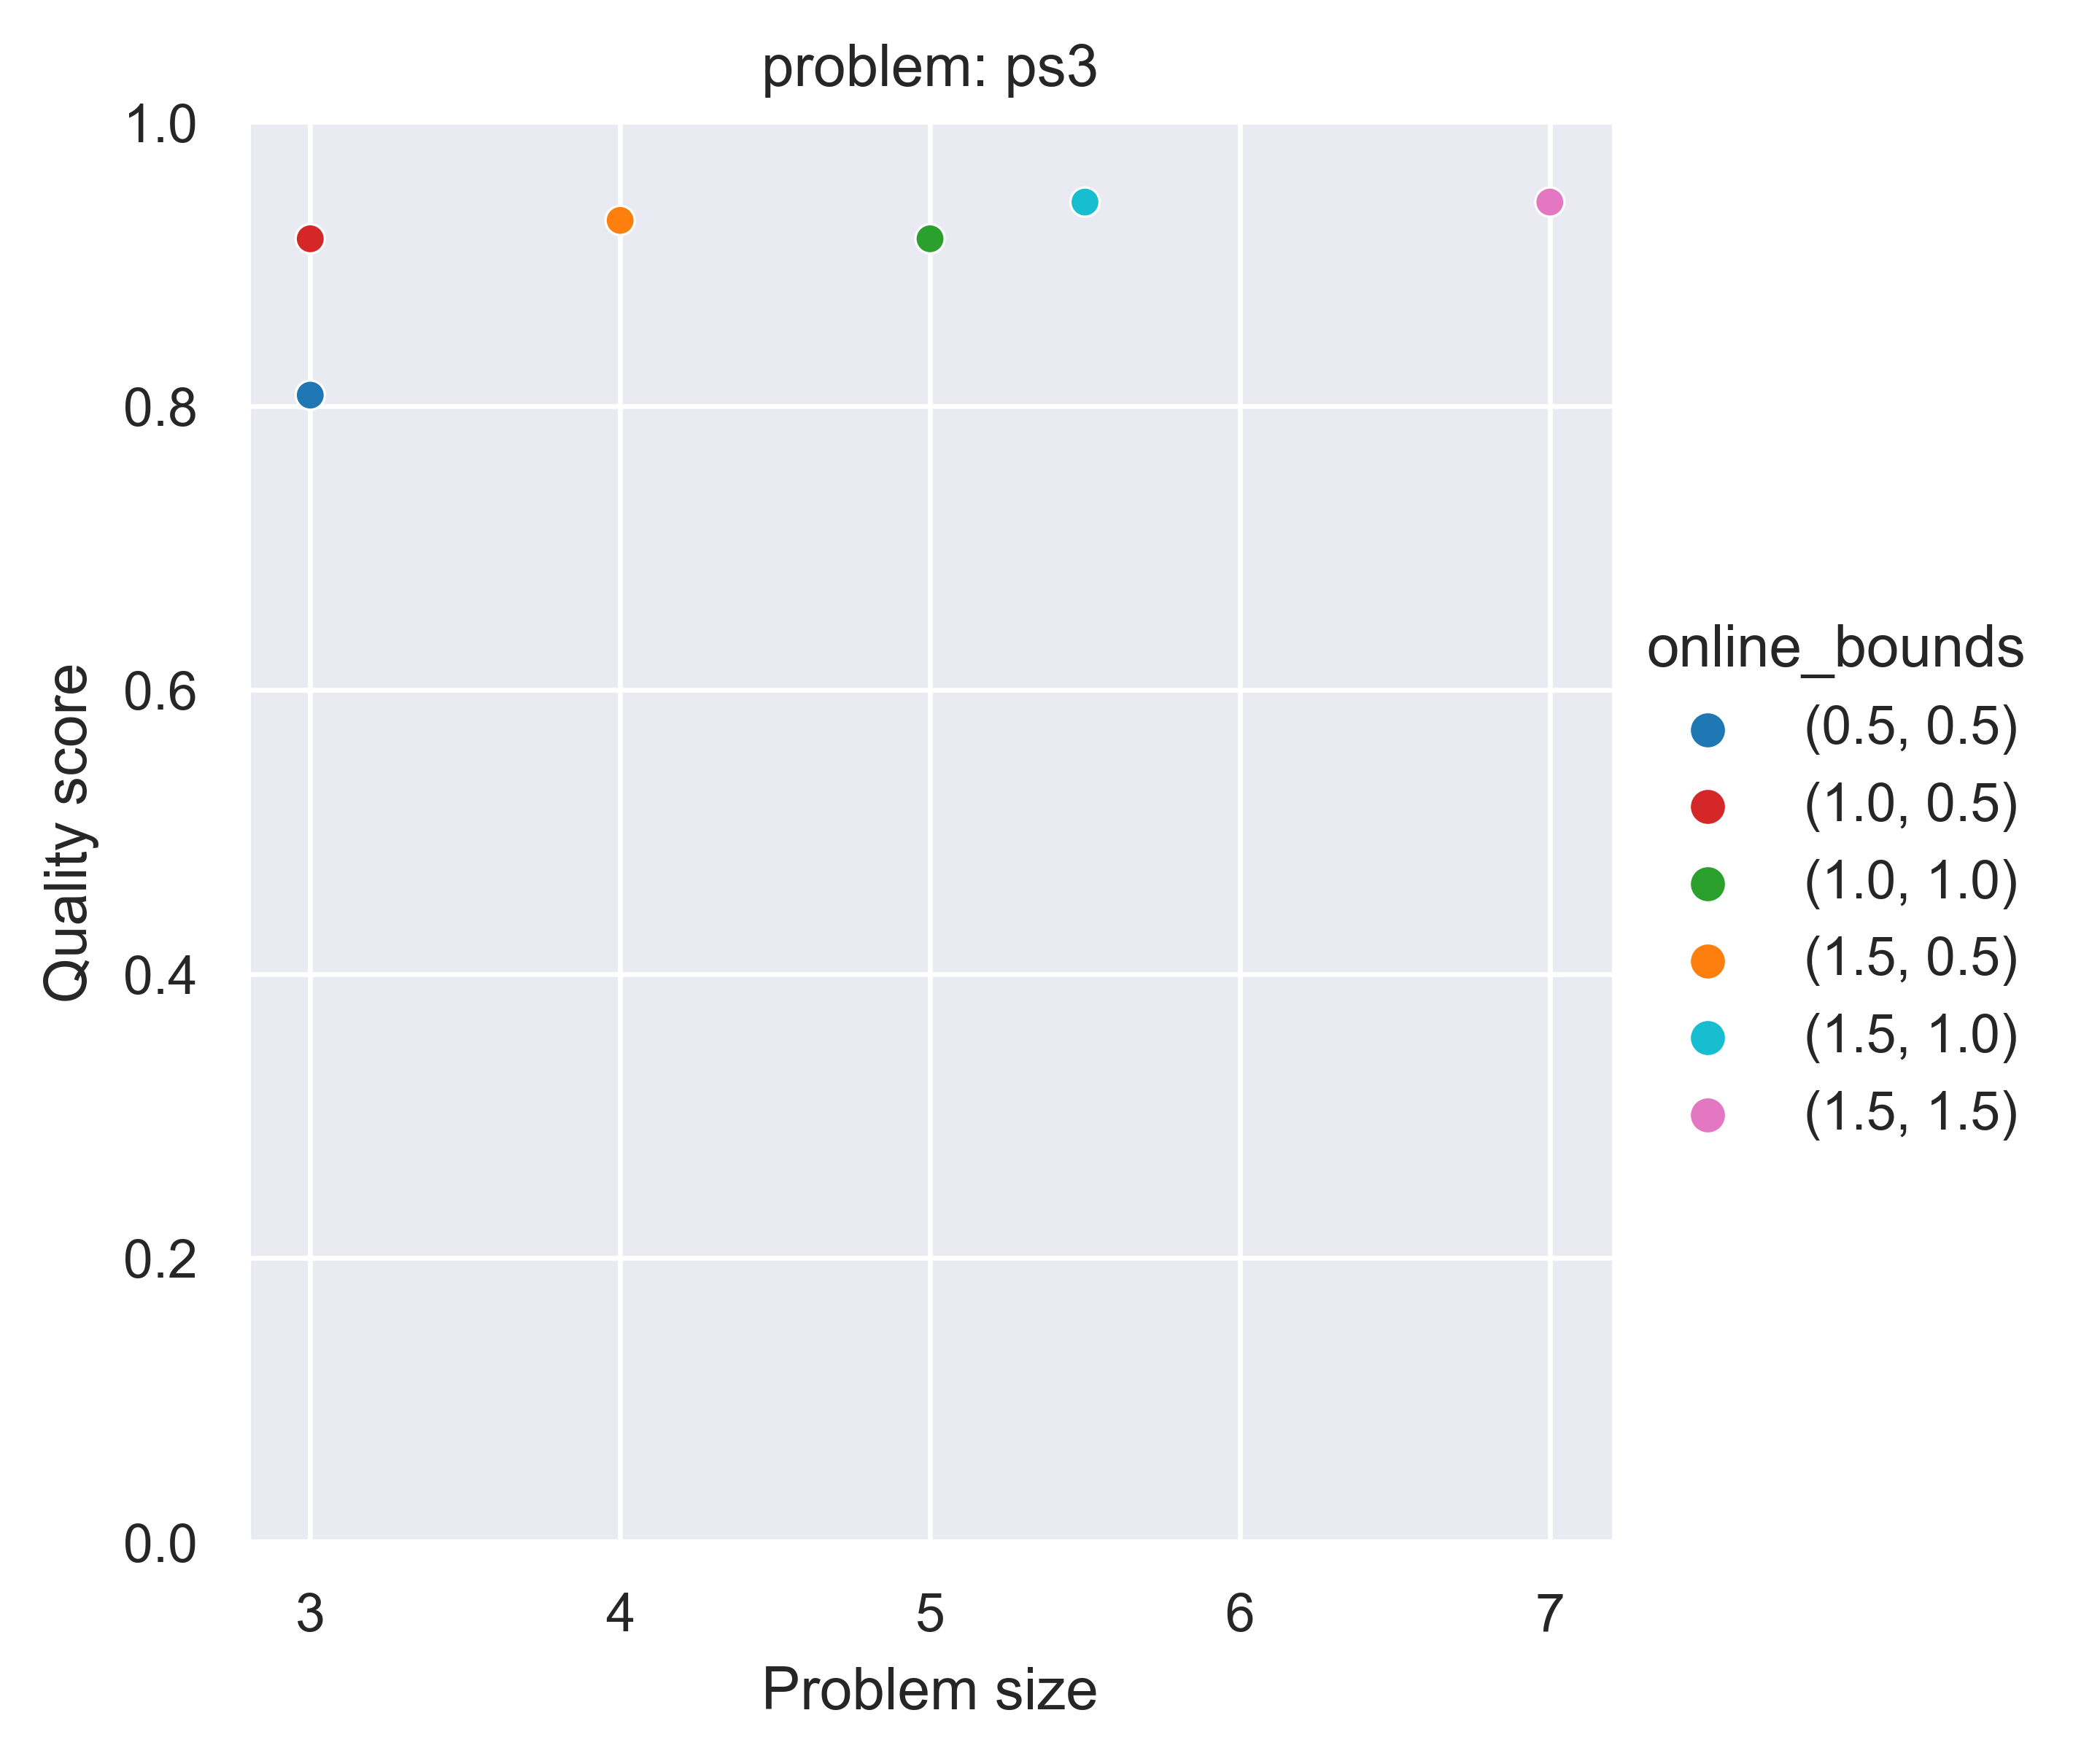 problem: ps3
1.0
0.8
0.6
0.4
0.2
0.0
Quality score
3 4 5 6 7
Problem size
online_bounds
(0.5, 0.5)
(1.0, 0.5)
(1.0, 1.0)
(1.5, 0.5)
(1.5, 1.0)
(1.5, 1.5)